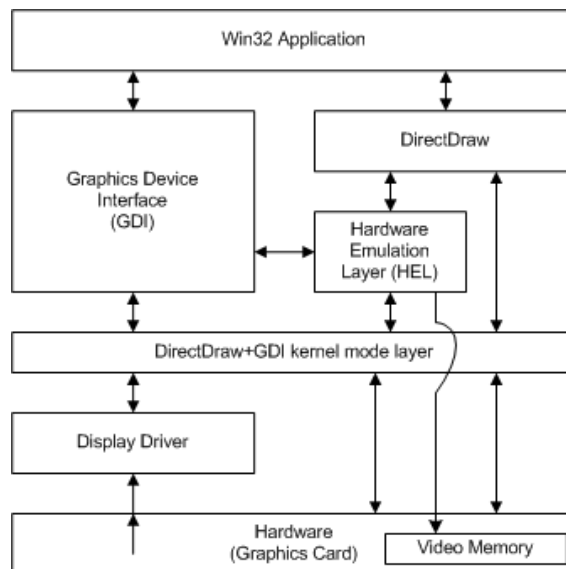 Win32 Application
DirectDraw
Graphics Device
Interface
(GDI)
Hardware
Emulation
Layer (HEL)
DirectDraw+GDI kernel mode layer
Display Driver
Hardware
(Graphics Card)
Video Memory